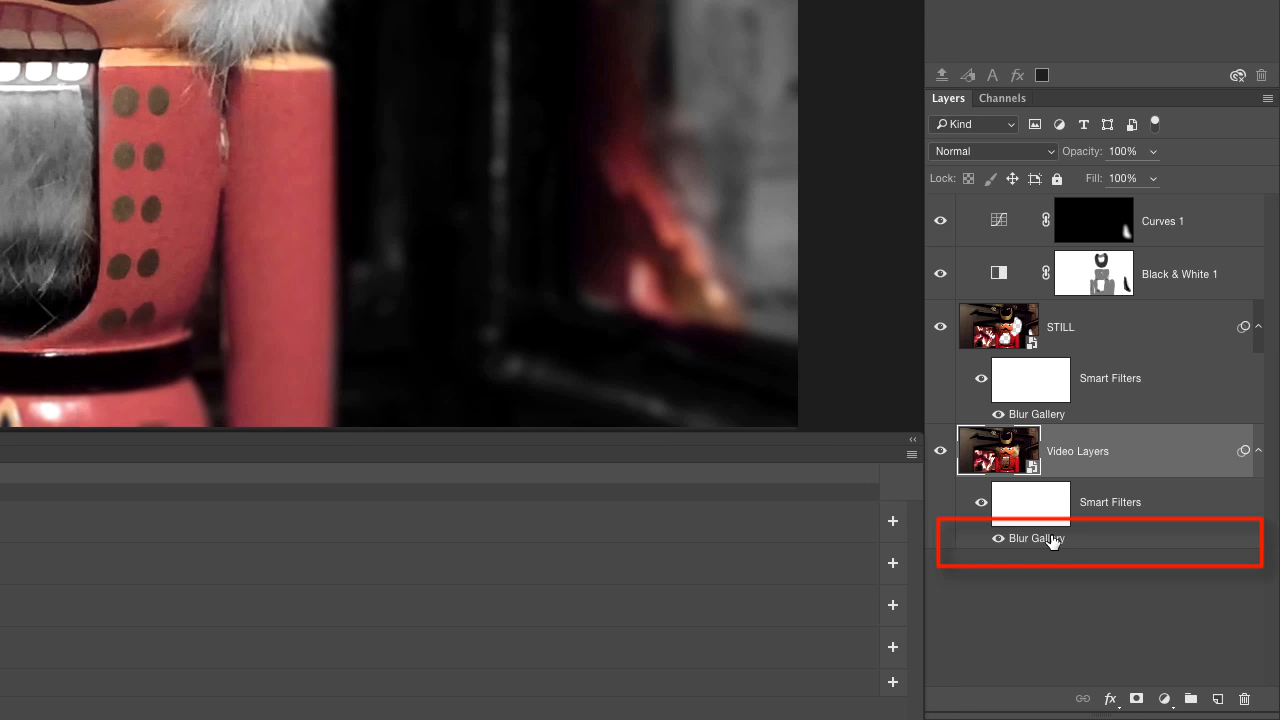 Layers Channels
Kind
Normal Opacity: 100%
Lock: Fill: 100%
Curves 1
Black & White 1
STILL
Smart Filters
Blur Gallery
Video Layers
Smart Filters
Blur Gallery